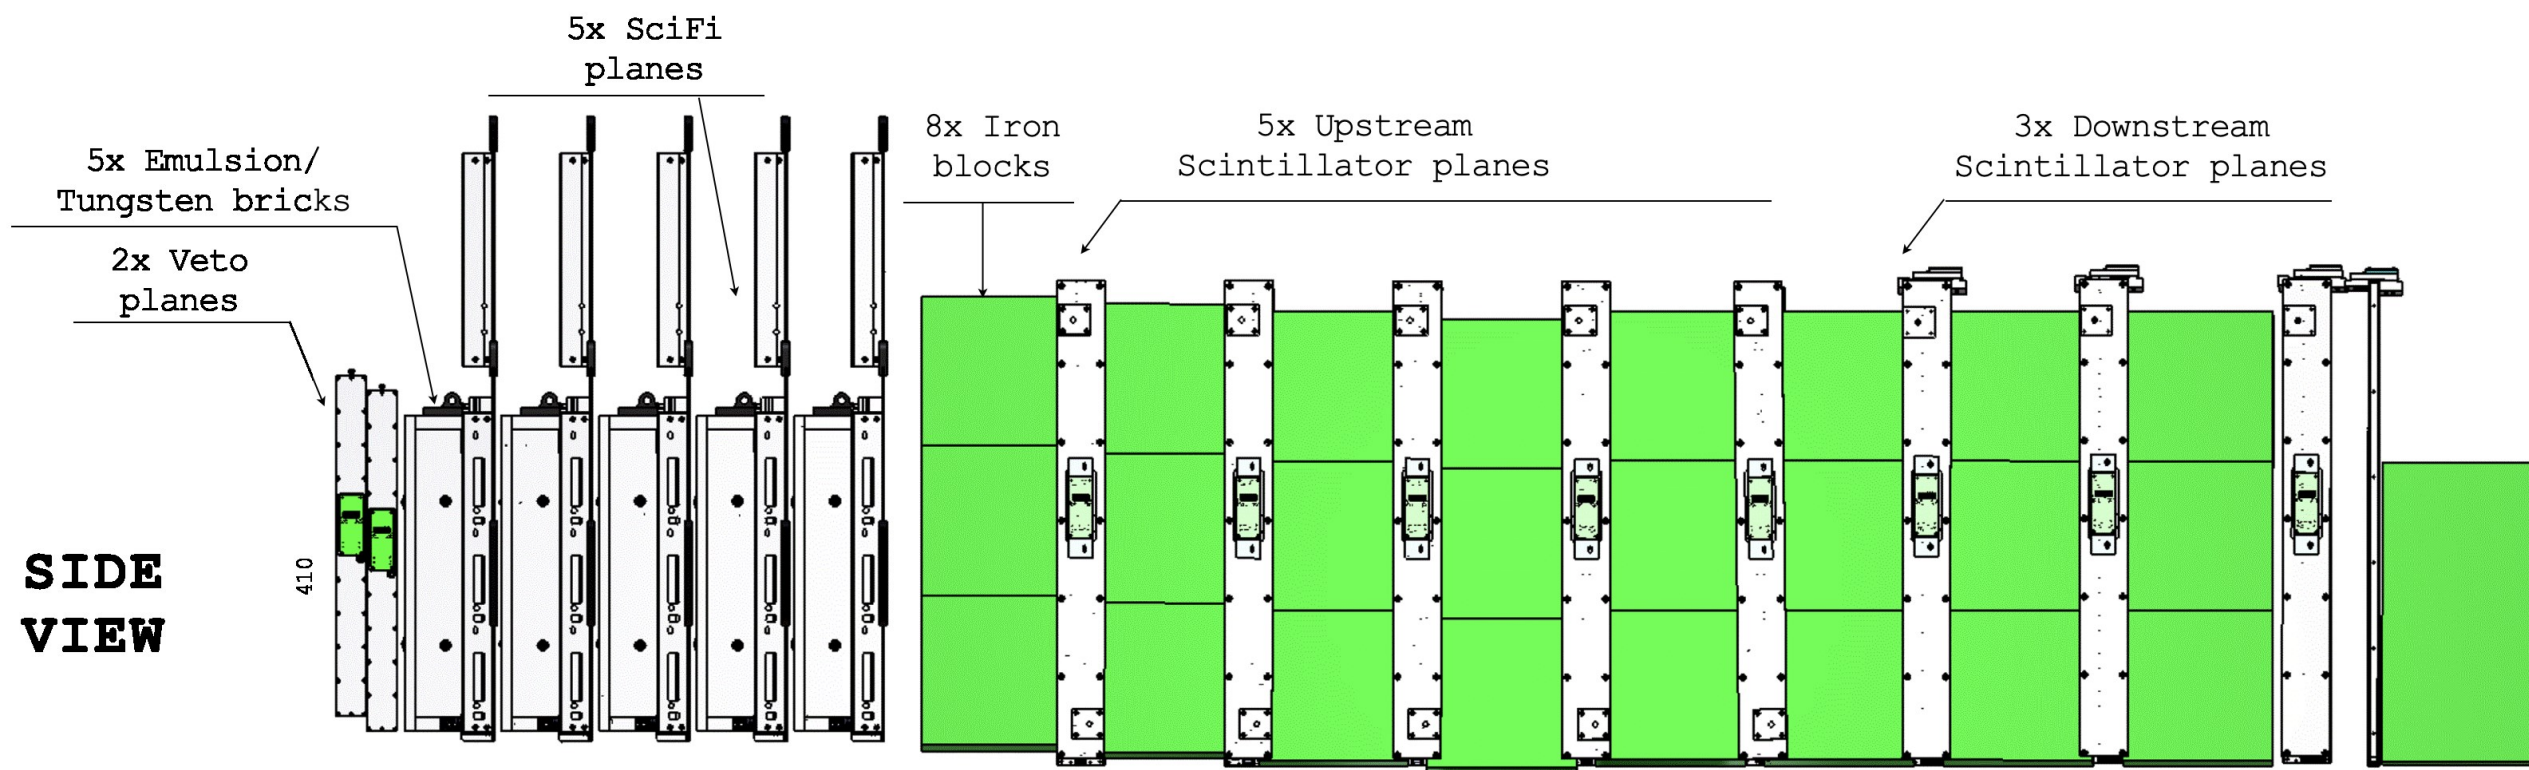 5x SciFi
planes
5x Emulsion/
Tungsten bricks
2x Veto
planes
8x Iron
blocks
5x Upstream
Scintillator planes
3x Downstream
Scintillator planes
410
SIDE
VIEW